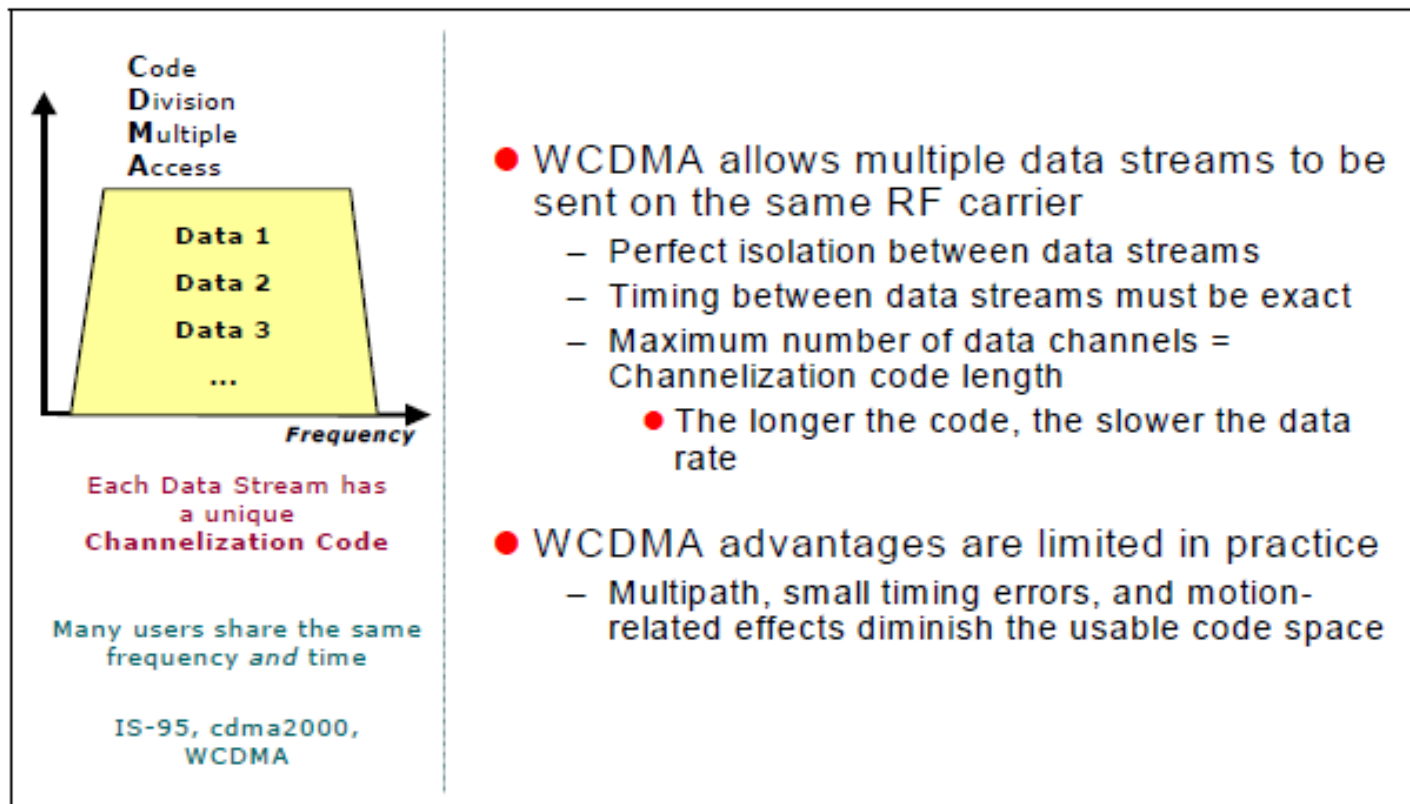 Code
Division
Multiple
Access
Data 1
Data 2
Data 3
...
Frequency
Each Data Stream has
a unique
Channelization Code
Many users share the same
frequency and time
IS-95, cdma2000,
WCDMA
● WCDMA allows multiple data streams to be
sent on the same RF carrier
– Perfect isolation between data streams
– Timing between data streams must be exact
– Maximum number of data channels =
Channelization code length
● The longer the code, the slower the data
rate
● WCDMA advantages are limited in practice
– Multipath, small timing errors, and motion-
related effects diminish the usable code space